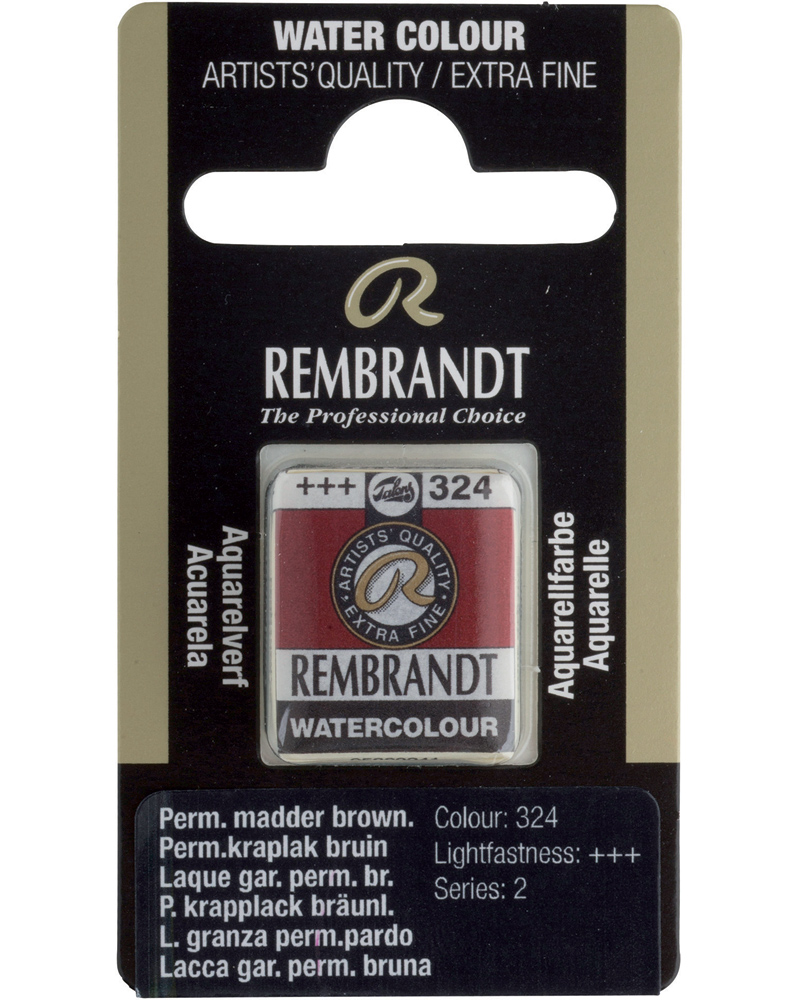 WATER COLOUR
ARTISTS' QUALITY / EXTRA FINE
R
REMBRANDT
The Professional Choice
+++ Talens 324
ARTISTS' QUALITY
R
EXTRA FINE
REMBRANDT
WATERCOLOUR
Aquarelverf
Acuarela
Aquarellfarbe
Aquarelle
Perm. madder brown.
Perm.kraplak bruin
Laque gar. perm. br.
P. krapplack bräunl.
L. granza perm.pardo
Lacca gar. perm. bruna
Colour: 324
Lightfastness: +++
Series: 2